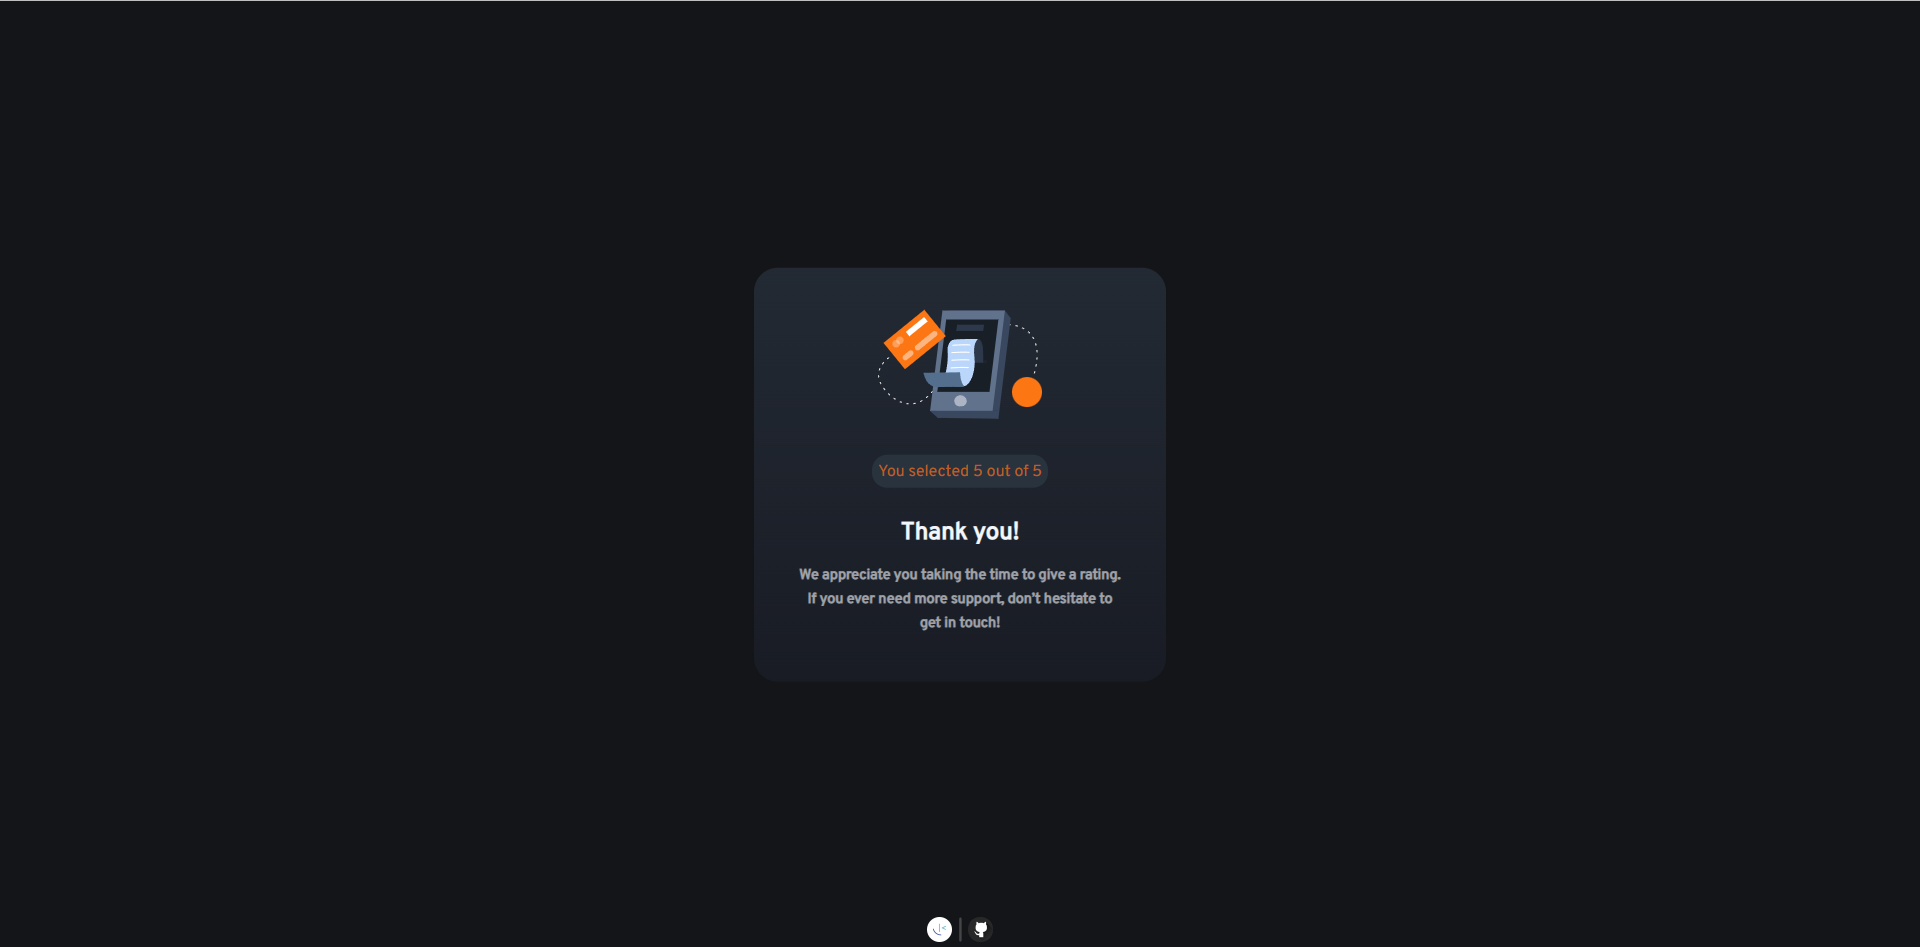 You selected 5 out of 5
Thank you!
We appreciate you taking the time to give a rating.
If you ever need more support, don't hesitate to
get in touch!